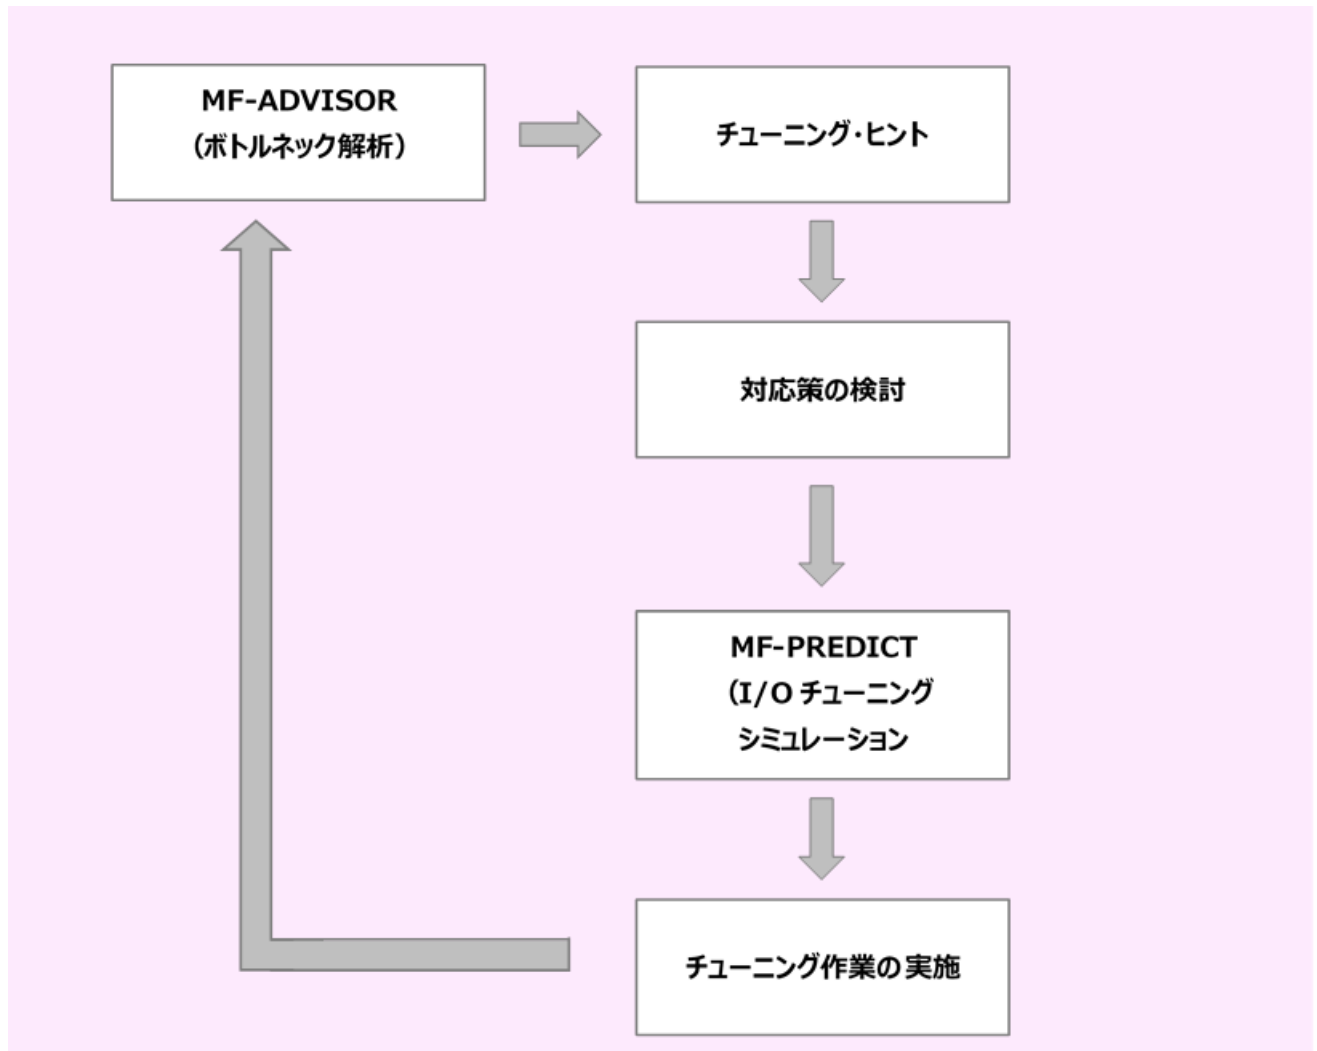 MF-ADVISOR
（ボトルネック解析）
チューニング・ヒント
対応策の検討
MF-PREDICT
（I/O チューニング
シミュレーション
チューニング作業の実施